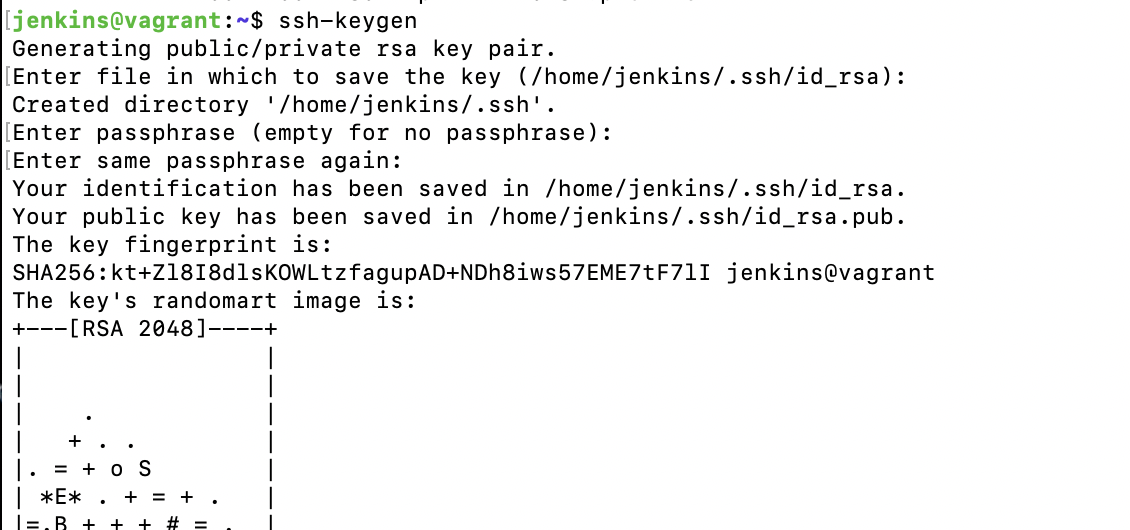 [jenkins@vagrant:~$ ssh-keygen
Generating public/private rsa key pair.
[Enter file in which to save the key (/home/jenkins/.ssh/id_rsa):
Created directory '/home/jenkins/.ssh'.
[Enter passphrase (empty for no passphrase):
[Enter same passphrase again:
Your identification has been saved in /home/jenkins/.ssh/id_rsa.
Your public key has been saved in /home/jenkins/.ssh/id_rsa.pub.
The key fingerprint is:
SHA256:kt+Zl8I8dlsKOWLtzfagupAD+NDh8iws57EME7tF7lI jenkins@vagrant
The key's randomart image is:
+---[RSA 2048]----+
|                 |
|                 |
|    .            |
|   + . .         |
|. = + o S        |
| *E* . + = + .   |
|=.B + + + # = .  |